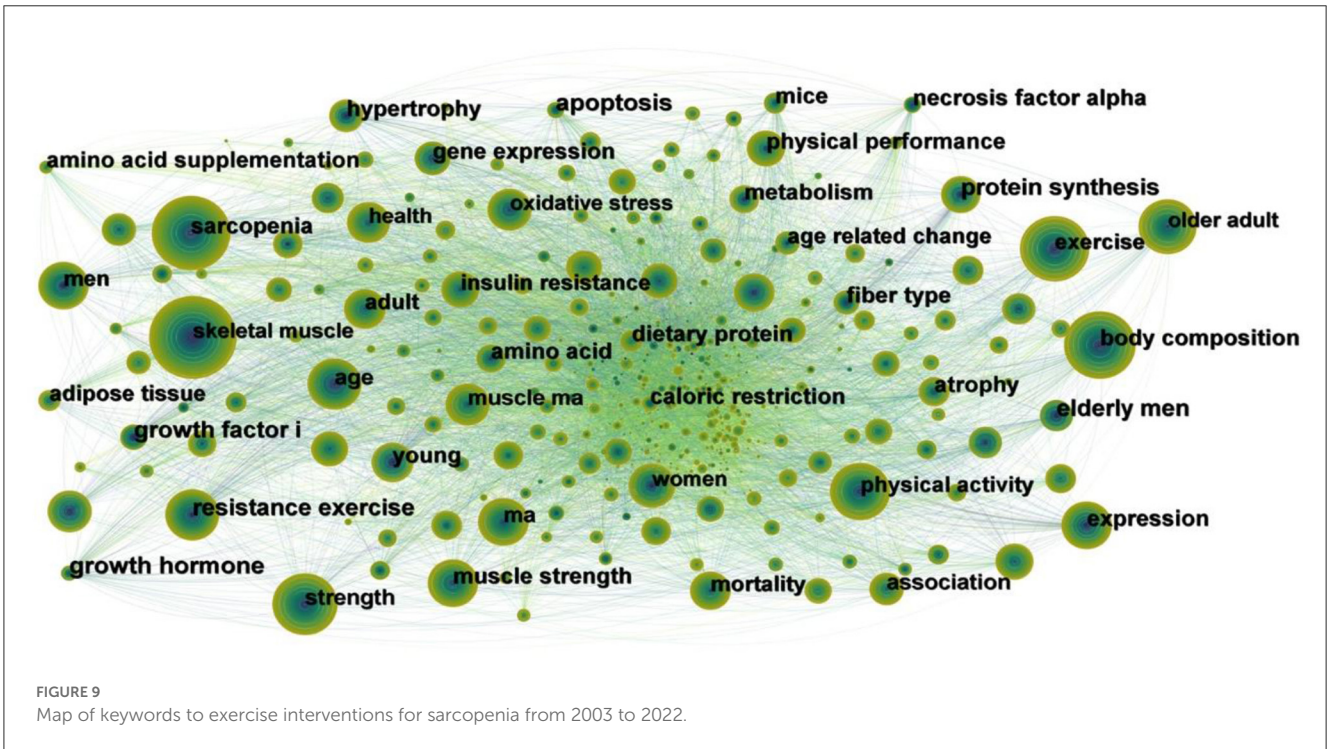 hypertrophy
apoptosis
mice
necrosis factor alpha
amino acid supplementation
gene expression
physical performance
sarcopenia
health
oxidative stress
metabolism
protein synthesis
older adult
men
insulin resistance
age related change
exercise
adult
fiber type
skeletal muscle
amino acid
dietary protein
body composition
adipose tissue
age
muscle ma
caloric restriction
atrophy
elderly men
growth factor i
young
women
physical activity
resistance exercise
ma
expression
growth hormone
strength
muscle strength
mortality
association
FIGURE 9
Map of keywords to exercise interventions for sarcopenia from 2003 to 2022.